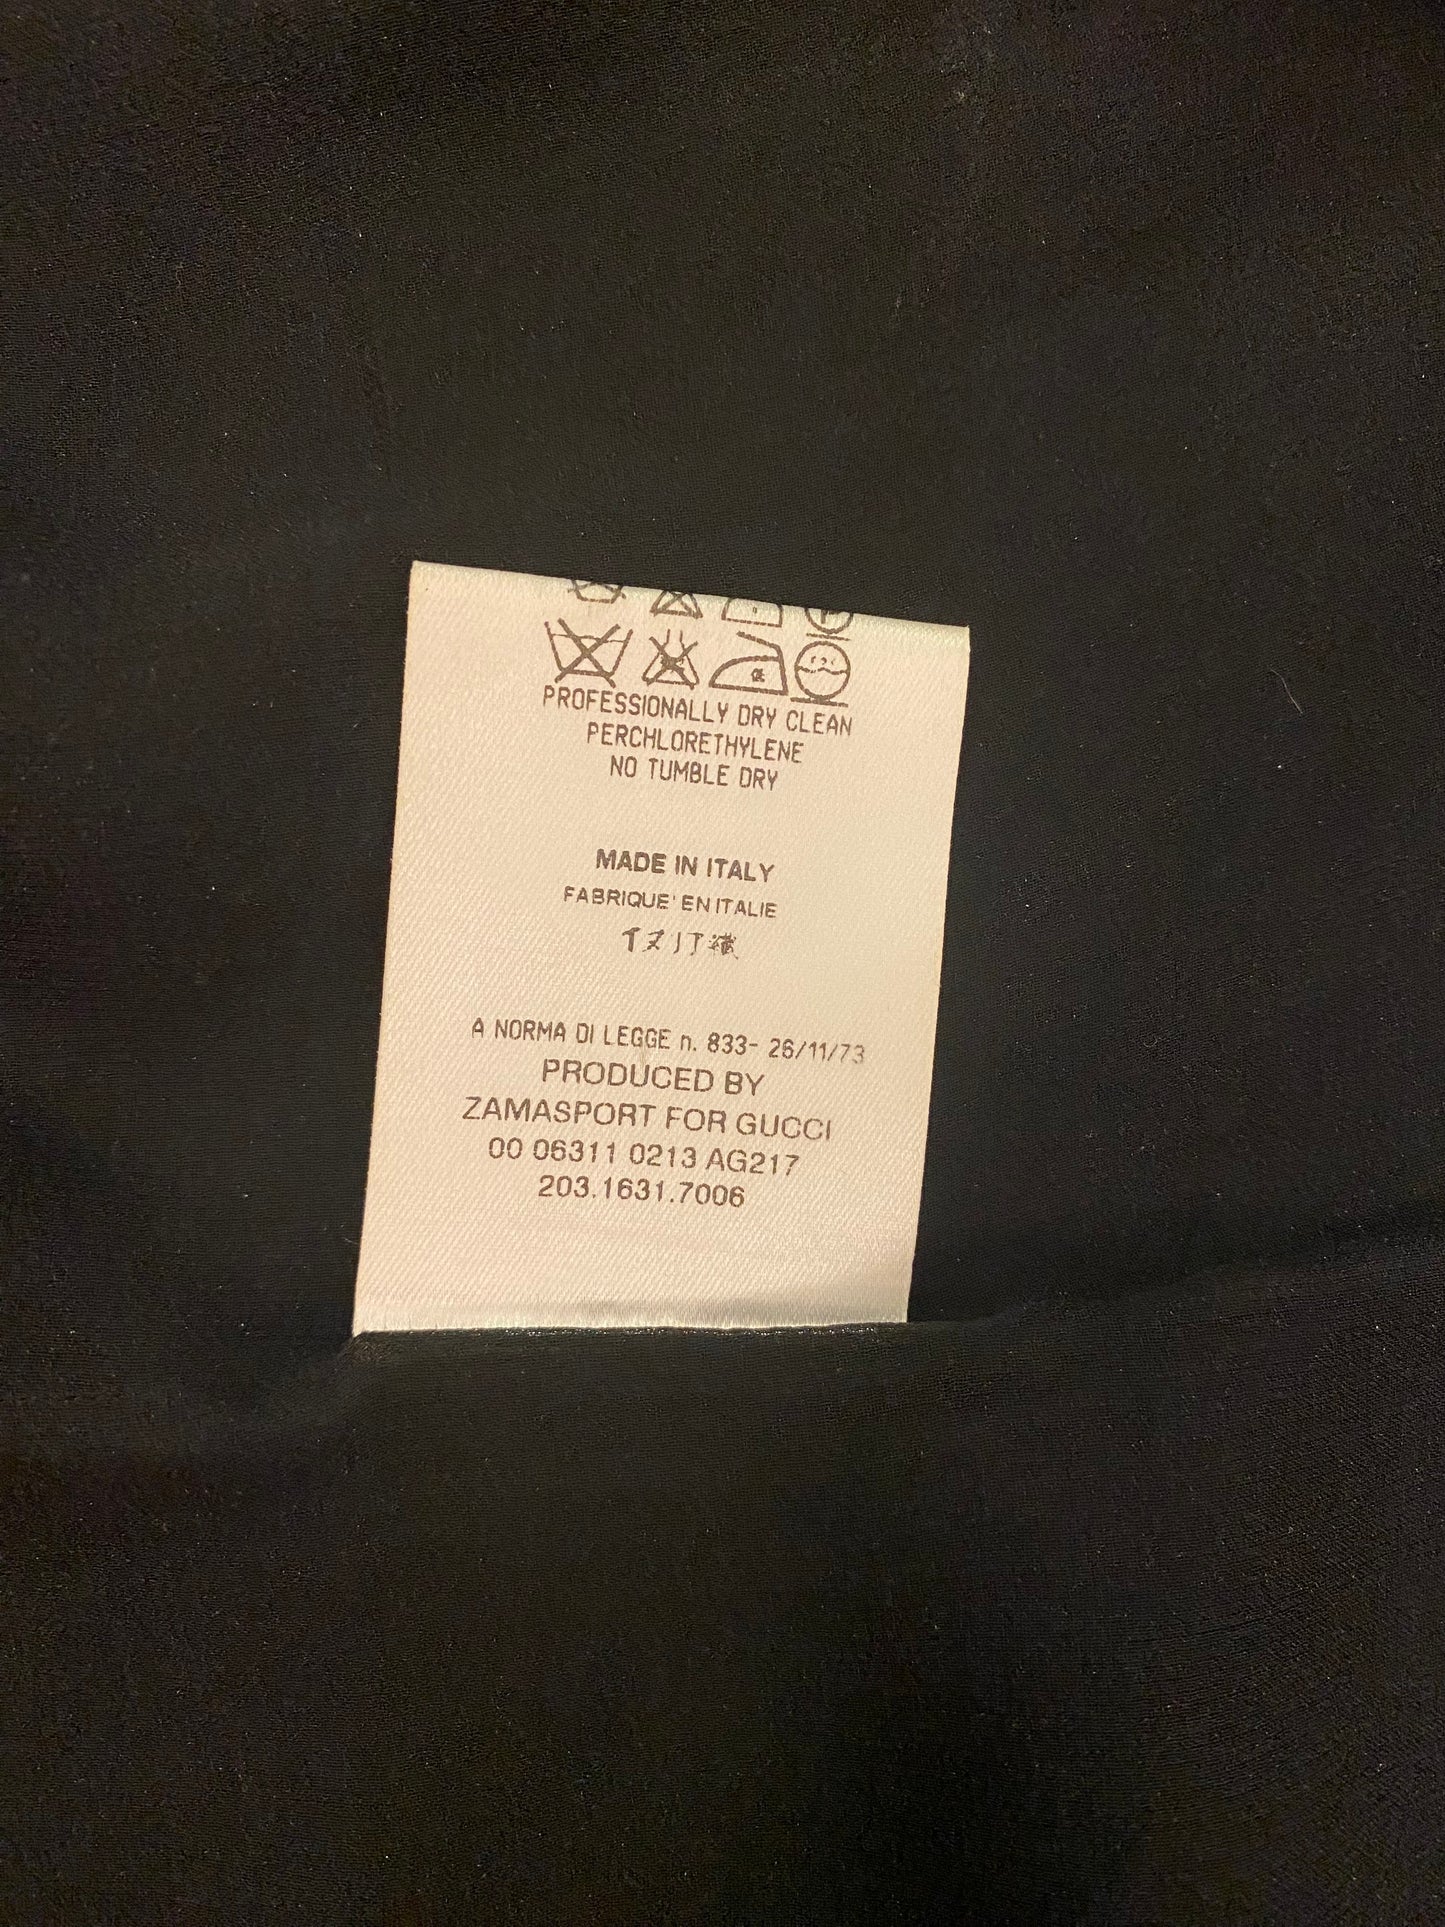 PROFESSIONALLY DRY CLEAN
PERCHLORETHYLENE
NO TUMBLE DRY
MADE IN ITALY
FABRIQUE' EN ITALIE
A NORMA DI LEGGE n. 833- 26/11/73
PRODUCED BY
ZAMASPORT FOR GUCCI
00 06311 0213 AG217
203.1631.7006